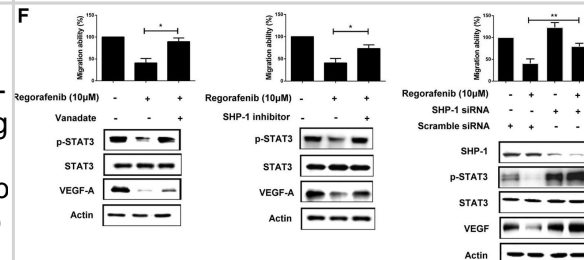 F
Migration ability (%)
150
100
50
0
*
Regorafenib (10μM) - + +
Vanadate - - +
p-STAT3
STAT3
VEGF-A
Actin
Migration ability (%)
150
100
50
0
*
Regorafenib (10μM) - + +
SHP-1 inhibitor - - +
p-STAT3
STAT3
VEGF-A
Actin
Migration ability (%)
150
100
50
0
**
Regorafenib (10μM) - + - +
SHP-1 siRNA - - + +
Scramble siRNA + + - -
SHP-1
p-STAT3
STAT3
VEGF
Actin